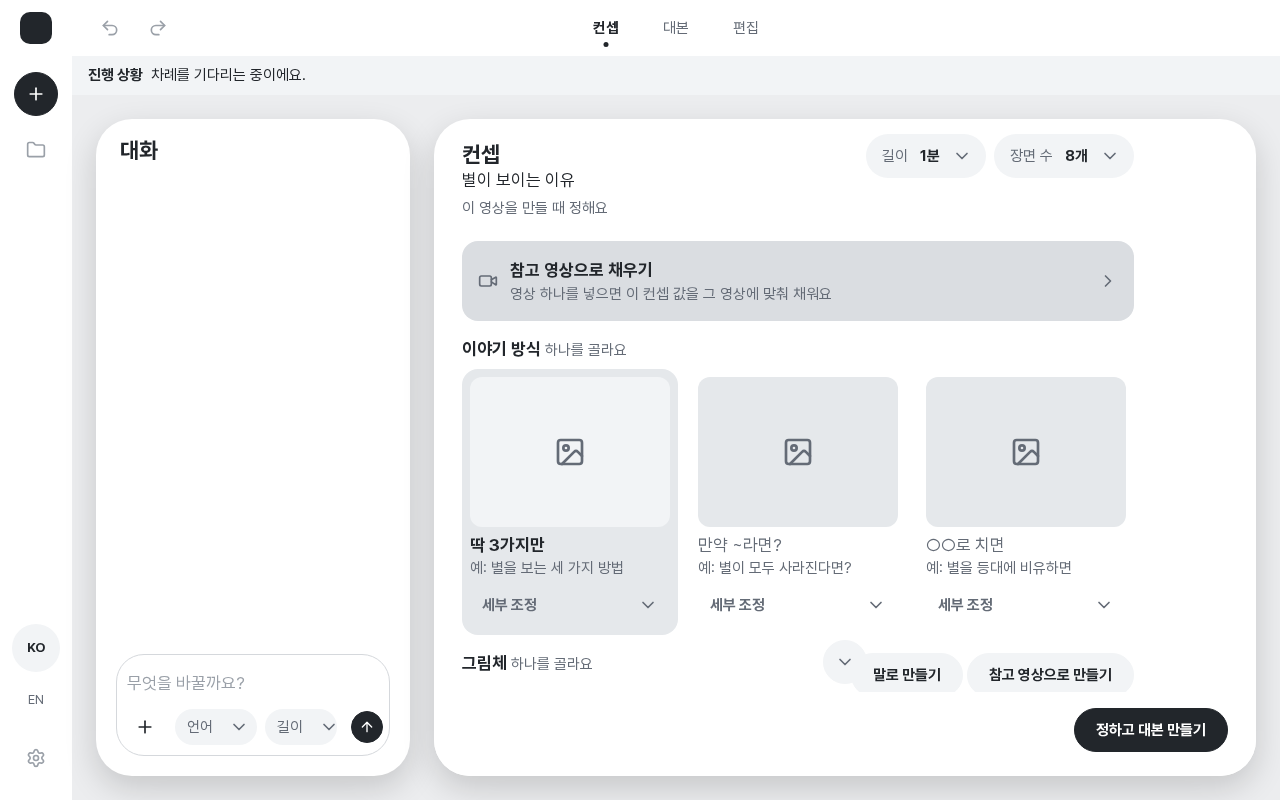 컨셉
대본
편집
진행 상황 차례를 기다리는 중이에요.
대화
무엇을 바꿀까요?
언어
길이
KO
EN
컨셉
별이 보이는 이유
이 영상을 만들 때 정해요
길이 1분
장면 수 8개
참고 영상으로 채우기
영상 하나를 넣으면 이 컨셉 값을 그 영상에 맞춰 채워요
이야기 방식 하나를 골라요
딱 3가지만
예: 별을 보는 세 가지 방법
세부 조정
만약 ~라면?
예: 별이 모두 사라진다면?
세부 조정
○○로 치면
예: 별을 등대에 비유하면
세부 조정
그림체 하나를 골라요
말로 만들기
참고 영상으로 만들기
정하고 대본 만들기